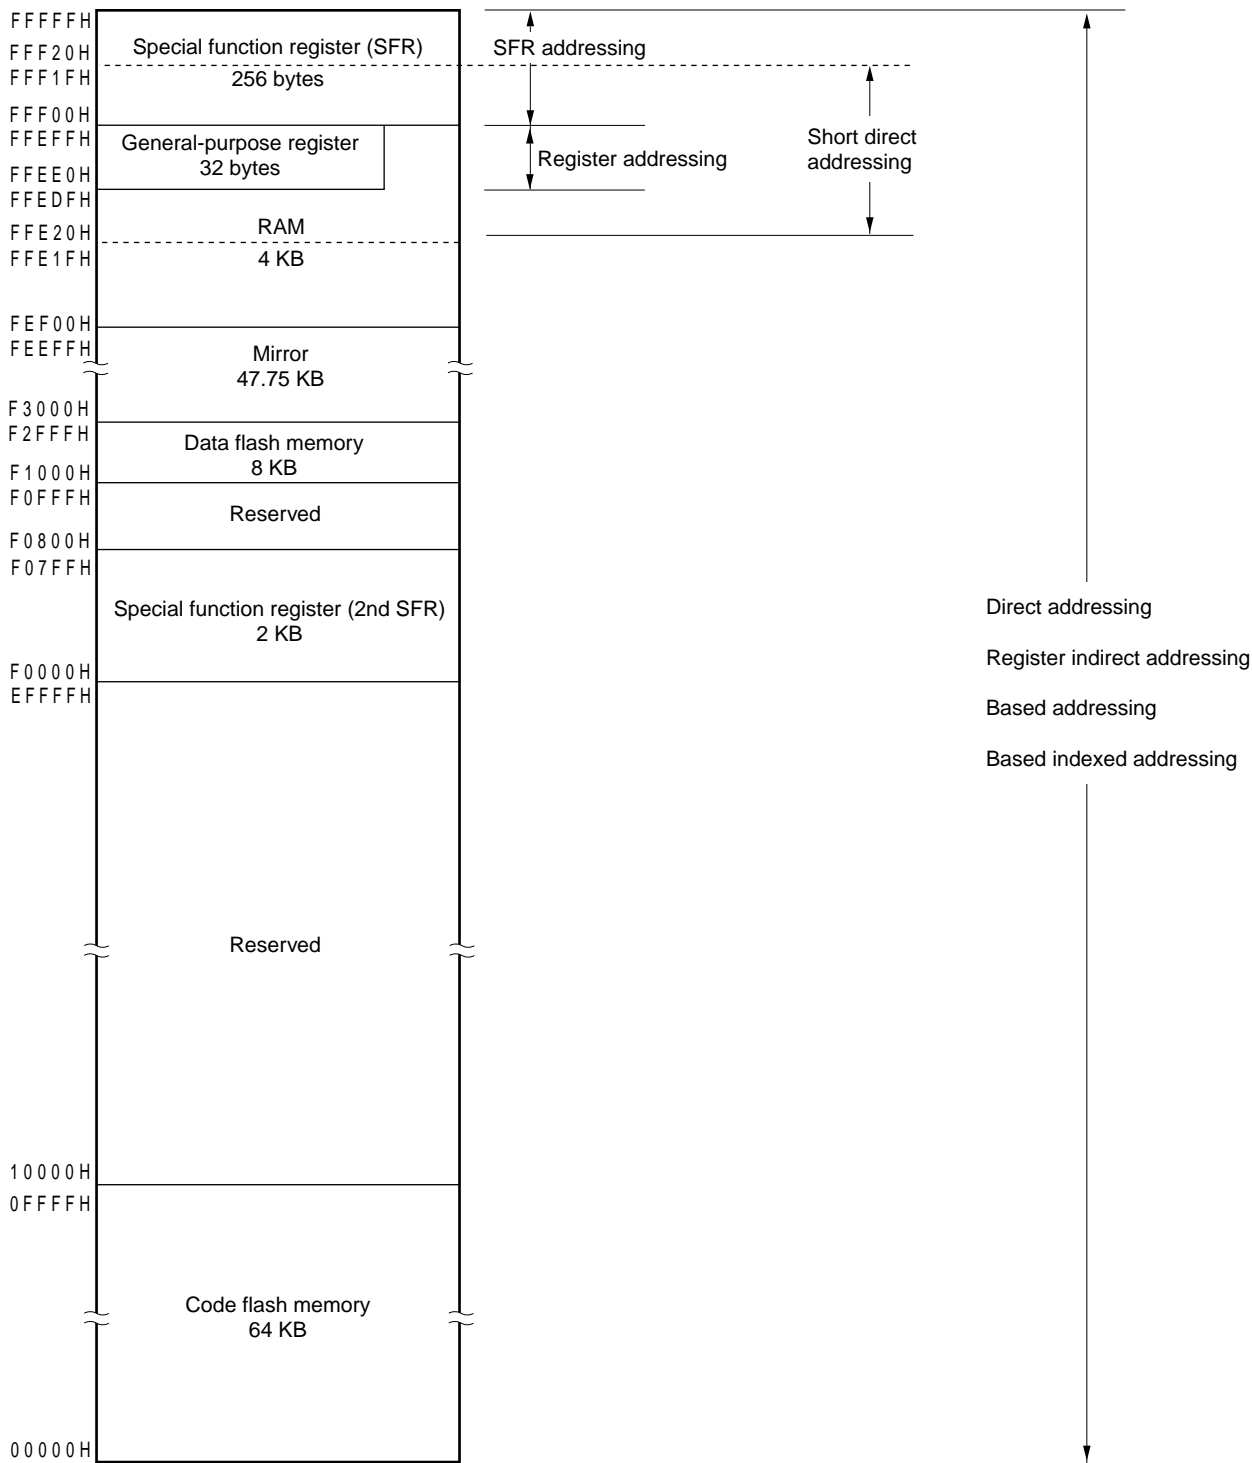 FFFFFH
Special function register (SFR)
SFR addressing
FFF20H
FFF1FH
256 bytes
FFF00H
FFEFFH
General-purpose register
32 bytes
Register addressing
Short direct
addressing
FFEE0H
FFEDFH
RAM
FFE20H
FFE1FH
4 KB
FEF00H
FEEFFH
Mirror
47.75 KB
F3000H
F2FFFH
Data flash memory
8 KB
F1000H
F0FFFH
Reserved
F0800H
F07FFH
Special function register (2nd SFR)
2 KB
F0000H
EFFFFH
Direct addressing
Register indirect addressing
Based addressing
Based indexed addressing
Reserved
10000H
0FFFFH
Code flash memory
64 KB
00000H